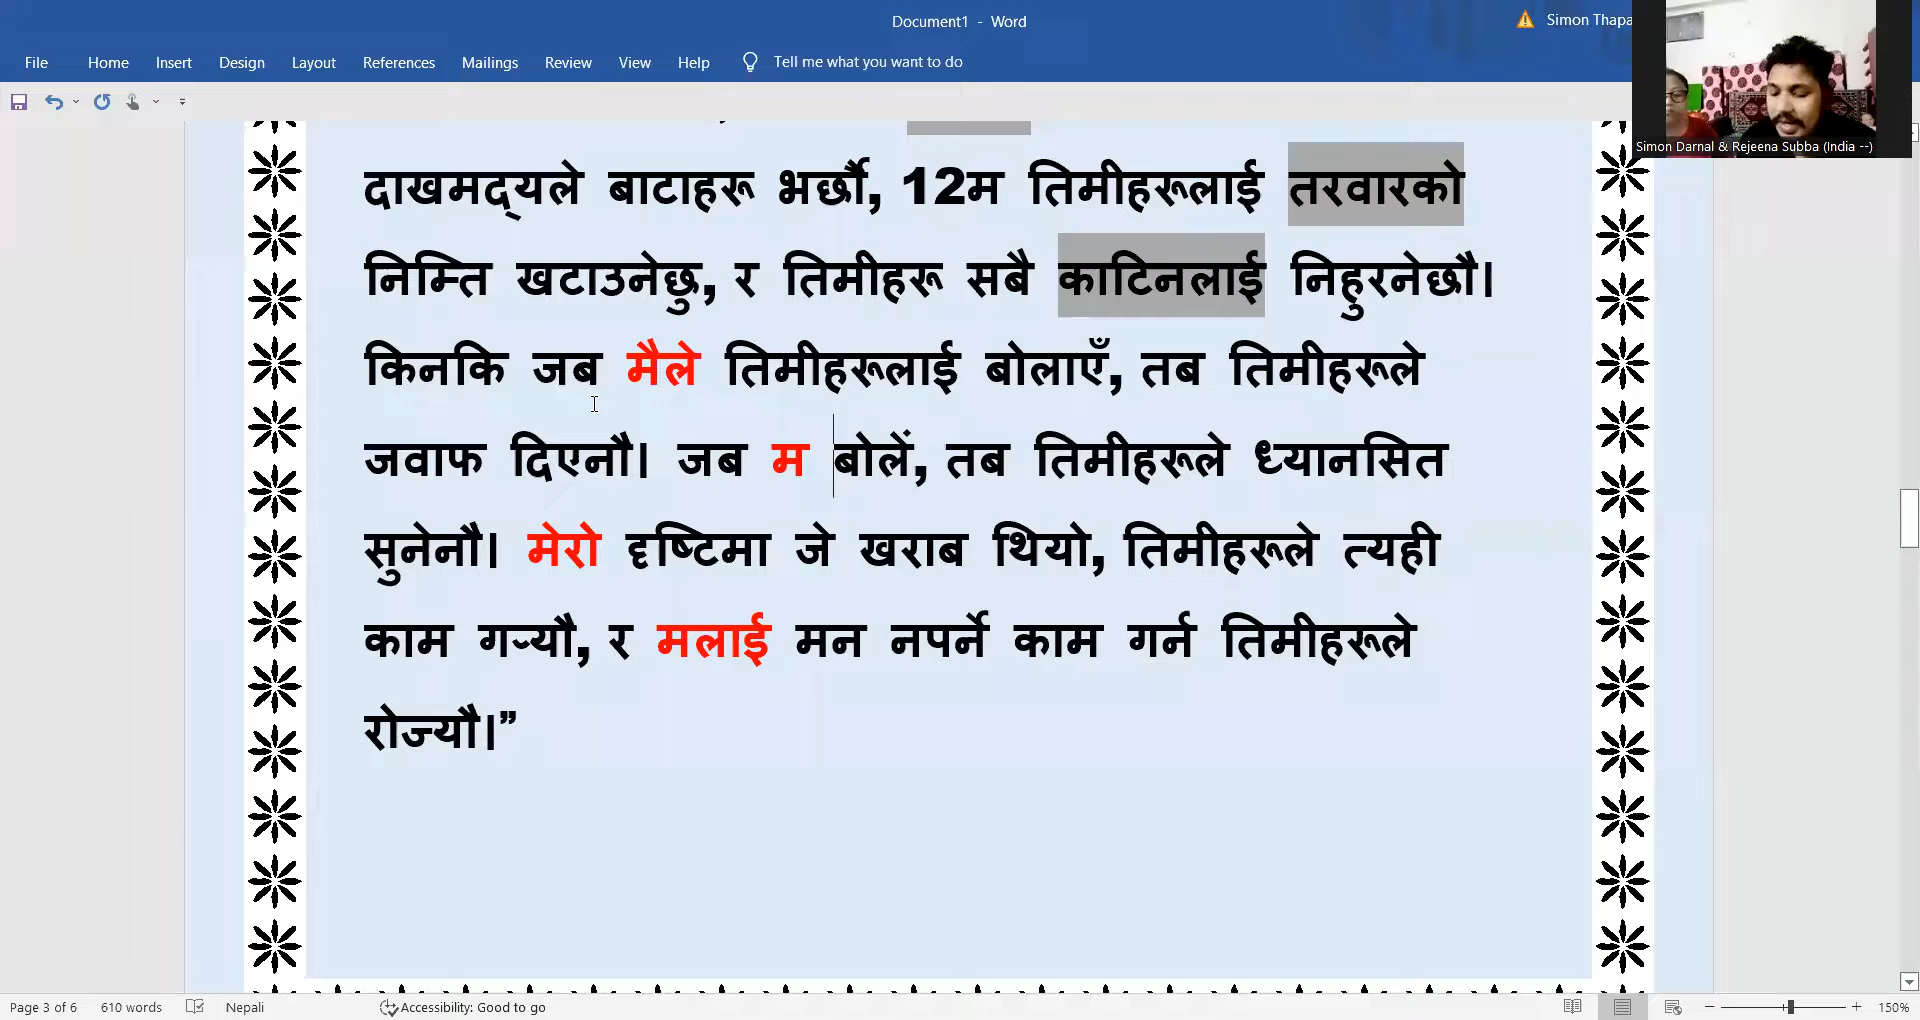 Document1 - Word
Simon Thapa
File Home Insert Design Layout References Mailings Review View Help Tell me what you want to do
Simon Darnal & Rejeena Subba (India --)
दाखमद्यले बाटाहरू भर्छौ, 12म तिमीहरूलाई तरवारको
निम्ति खटाउनेछु, र तिमीहरू सबै काटिनलाई निहुरनेछौ।
किनकि जब मैले तिमीहरूलाई बोलाएँ, तब तिमीहरूले
जवाफ दिएनौ। जब म बोलें, तब तिमीहरूले ध्यानसित
सुनेनौ। मेरो दृष्टिमा जे खराब थियो, तिमीहरूले त्यही
काम गर्‍यौ, र मलाई मन नपर्ने काम गर्न तिमीहरूले
रोज्यौ।”
Page 3 of 6 610 words Nepali Accessibility: Good to go 150%